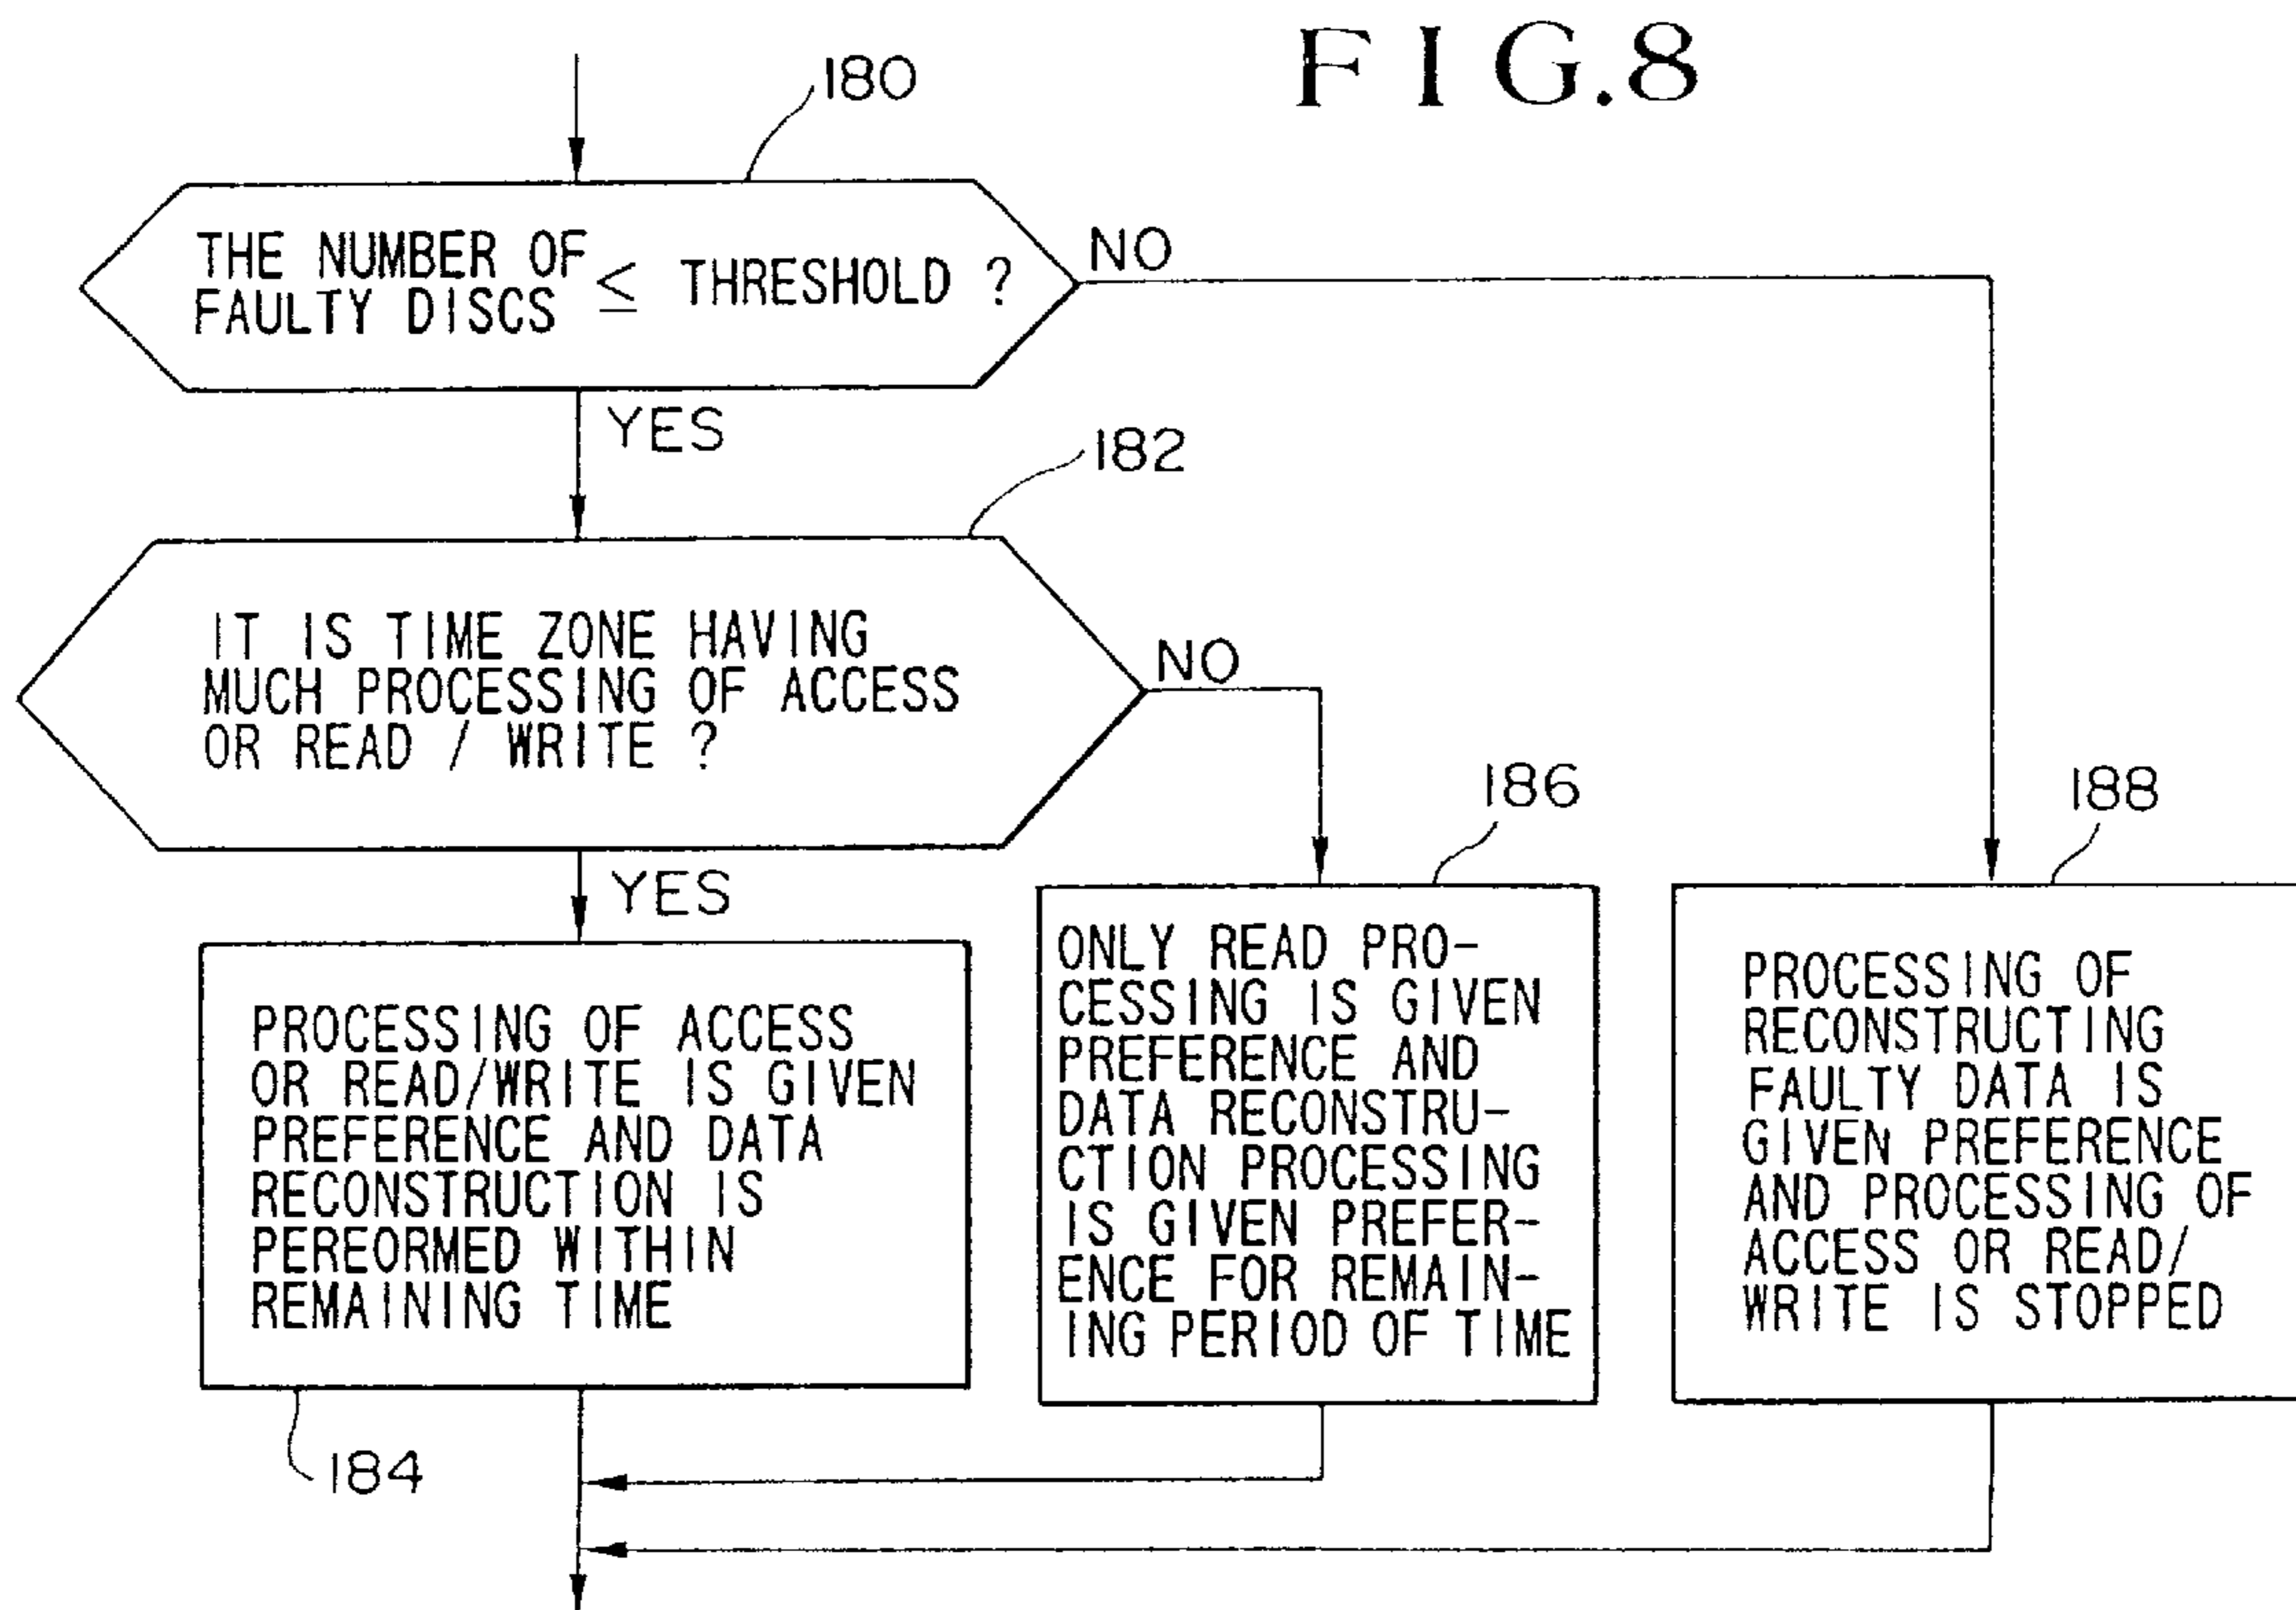 FIG.8
180
THE NUMBER OF
FAULTY DISCS ≤ THRESHOLD ?
NO
YES
182
IT IS TIME ZONE HAVING
MUCH PROCESSING OF ACCESS
OR READ / WRITE ?
NO
YES
186
188
PROCESSING OF ACCESS
OR READ/WRITE IS GIVEN
PREFERENCE AND DATA
RECONSTRUCTION IS
PEREORMED WITHIN
REMAINING TIME
184
ONLY READ PRO-
CESSING IS GIVEN
PREFERENCE AND
DATA RECONSTRU-
CTION PROCESSING
IS GIVEN PREFER-
ENCE FOR REMAIN-
ING PERIOD OF TIME
PROCESSING OF
RECONSTRUCTING
FAULTY DATA IS
GIVEN PREFERENCE
AND PROCESSING OF
ACCESS OR READ/
WRITE IS STOPPED